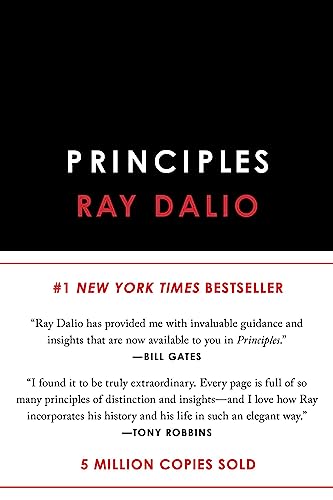 PRINCIPLES
RAY DALIO
#1 NEW YORK TIMES BESTSELLER
“Ray Dalio has provided me with invaluable guidance and
insights that are now available to you in Principles.”
—BILL GATES
“I found it to be truly extraordinary. Every page is full of so
many principles of distinction and insights—and I love how Ray
incorporates his history and his life in such an elegant way.”
—TONY ROBBINS
5 MILLION COPIES SOLD